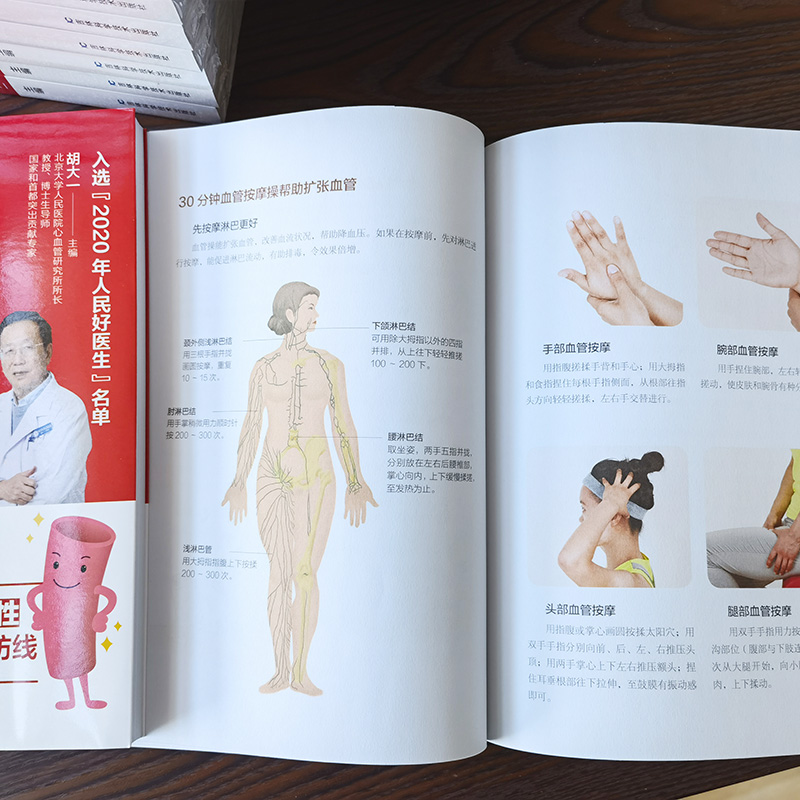 入选『2020年人民好医生』名单
胡大一 —— 主编
北京大学人民医院心血管研究所所长
教授、博士生导师
国家和首都突出贡献专家
性
防线
30 分钟血管按摩操帮助扩张血管
先按摩淋巴更好
血管操能扩张血管、改善血流状况，帮助降血压。如果在按摩前，先对淋巴进
行按摩，能促进淋巴流动，有助排毒，令效果倍增。
颈外侧浅淋巴结
用三根手指并拢
画圆按摩，重复
10 ~ 15 次。
下颌淋巴结
可用除大拇指以外的四指
并排，从上往下轻轻推搓
100 ~ 200 下。
肘淋巴结
用手掌稍微用力顺时针
按 200 ~ 300 次。
腰淋巴结
取坐姿，两手五指并拢，
分别放在左右后腰椎部，
掌心向内，上下缓慢揉搓，
至发热为止。
浅淋巴管
用大拇指指腹上下按揉
200 ~ 300 次。
手部血管按摩
用指腹揉搓手背和手心；用大拇指
和食指捏住每根手指侧面，从根部往指
头方向轻轻揉搓，左右手交替进行。
腕部血管按摩
用手捏住腕部，左右轻
搓动，使皮肤和腕骨有种分
头部血管按摩
用指腹或掌心画圆按揉太阳穴；用
双手手指分别向前、后、左、右推压头
顶；用两手掌心上下左右推压额头；捏
住耳垂根部往下拉伸，至鼓膜有振动感
即可。
腿部血管按摩
用双手手指用力按
沟部位（腹部与下肢连
次从大腿开始，向小腿
肉，上下揉动。